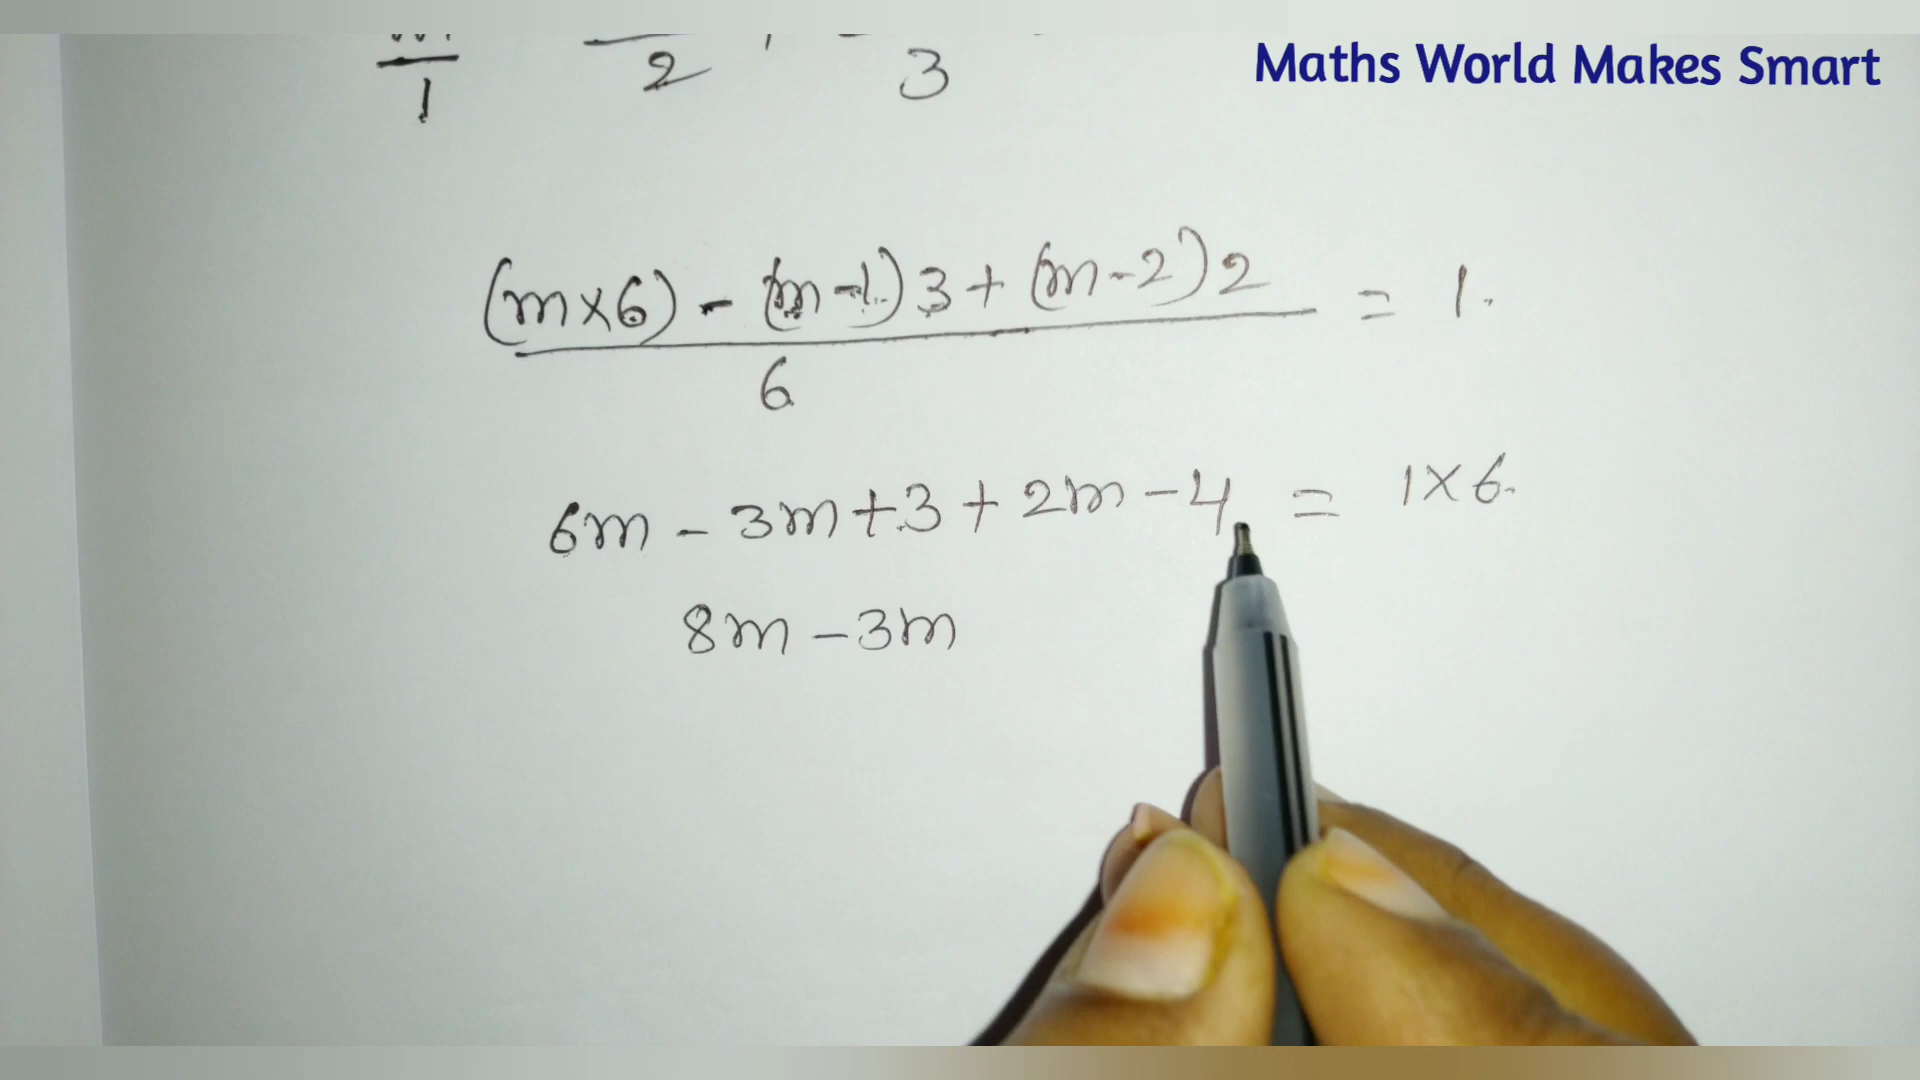 Maths World Makes Smart
1 2 3
(m×6) - (m-1)3 + (m-2)2 = 1.
6
6m - 3m + 3 + 2m - 4 = 1×6.
8m - 3m